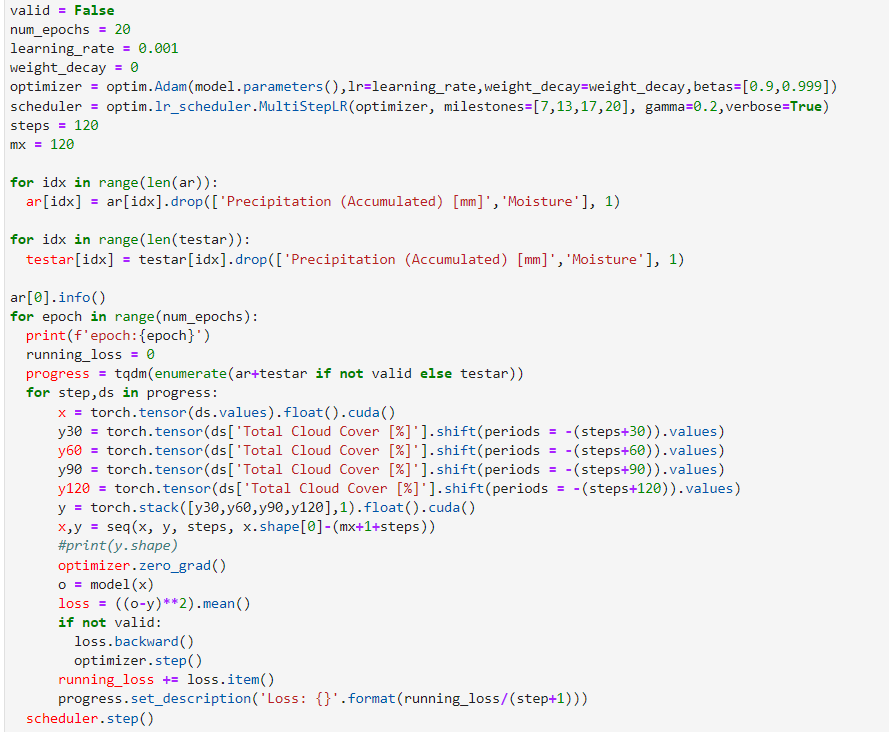 valid = False
num_epochs = 20
learning_rate = 0.001
weight_decay = 0
optimizer = optim.Adam(model.parameters(),lr=learning_rate,weight_decay=weight_decay,betas=[0.9,0.999])
scheduler = optim.lr_scheduler.MultiStepLR(optimizer, milestones=[7,13,17,20], gamma=0.2,verbose=True)
steps = 120
mx = 120

for idx in range(len(ar)):
  ar[idx] = ar[idx].drop(['Precipitation (Accumulated) [mm]','Moisture'], 1)

for idx in range(len(testar)):
  testar[idx] = testar[idx].drop(['Precipitation (Accumulated) [mm]','Moisture'], 1)

ar[0].info()
for epoch in range(num_epochs):
  print(f'epoch:{epoch}')
  running_loss = 0
  progress = tqdm(enumerate(ar+testar if not valid else testar))
  for step,ds in progress:
      x = torch.tensor(ds.values).float().cuda()
      y30 = torch.tensor(ds['Total Cloud Cover [%]'].shift(periods = -(steps+30)).values)
      y60 = torch.tensor(ds['Total Cloud Cover [%]'].shift(periods = -(steps+60)).values)
      y90 = torch.tensor(ds['Total Cloud Cover [%]'].shift(periods = -(steps+90)).values)
      y120 = torch.tensor(ds['Total Cloud Cover [%]'].shift(periods = -(steps+120)).values)
      y = torch.stack([y30,y60,y90,y120],1).float().cuda()
      x,y = seq(x, y, steps, x.shape[0]-(mx+1+steps))
      #print(y.shape)
      optimizer.zero_grad()
      o = model(x)
      loss = ((o-y)**2).mean()
      if not valid:
        loss.backward()
        optimizer.step()
      running_loss += loss.item()
      progress.set_description('Loss: {}'.format(running_loss/(step+1)))
  scheduler.step()